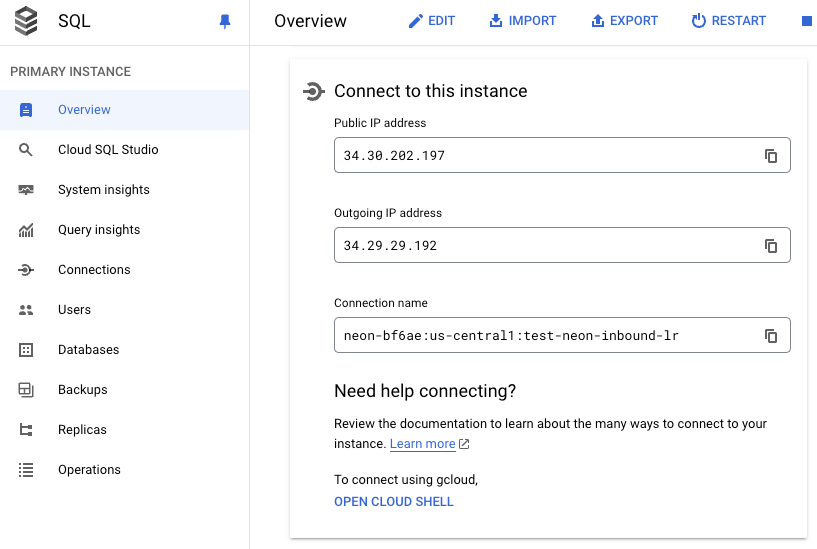 SQL
Overview
EDIT
IMPORT
EXPORT
RESTART
PRIMARY INSTANCE
Overview
Cloud SQL Studio
System insights
Query insights
Connections
Users
Databases
Backups
Replicas
Operations
Connect to this instance
Public IP address
34.30.202.197
Outgoing IP address
34.29.29.192
Connection name
neon-bf6ae:us-central1:test-neon-inbound-lr
Need help connecting?
Review the documentation to learn about the many ways to connect to your
instance. Learn more
To connect using gcloud,
OPEN CLOUD SHELL